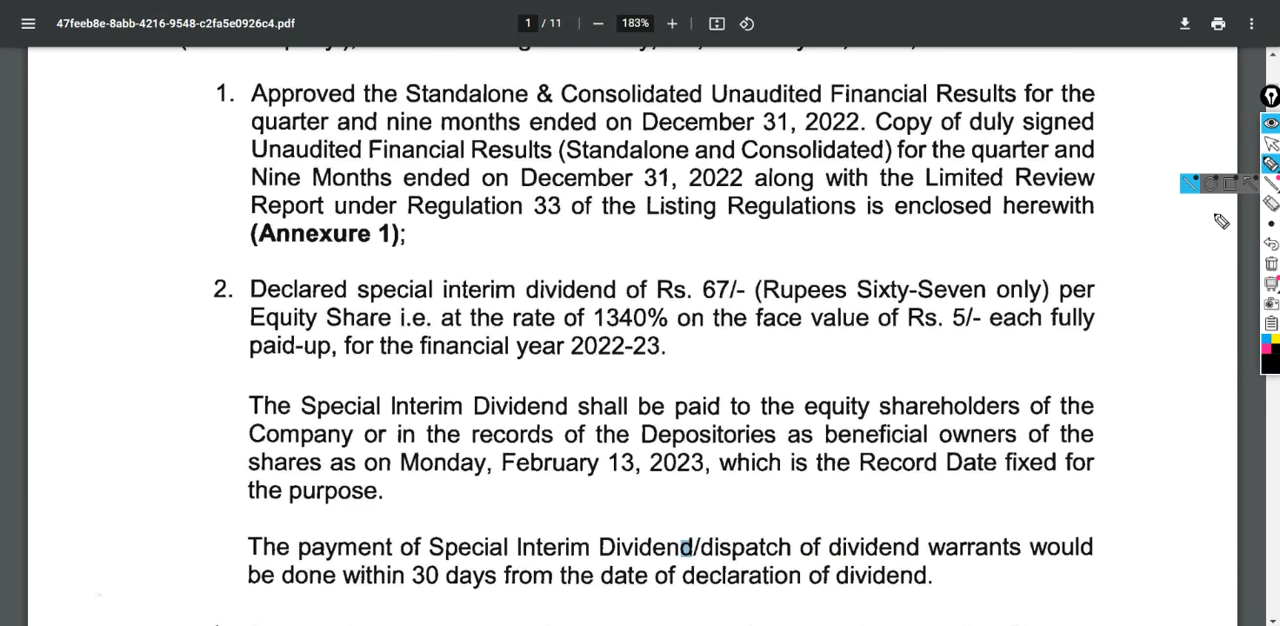 47feeb8e-8abb-4216-9548-c2fa5e0926c4.pdf
1 / 11
183%
1. Approved the Standalone & Consolidated Unaudited Financial Results for the
quarter and nine months ended on December 31, 2022. Copy of duly signed
Unaudited Financial Results (Standalone and Consolidated) for the quarter and
Nine Months ended on December 31, 2022 along with the Limited Review
Report under Regulation 33 of the Listing Regulations is enclosed herewith
(Annexure 1);
2. Declared special interim dividend of Rs. 67/- (Rupees Sixty-Seven only) per
Equity Share i.e. at the rate of 1340% on the face value of Rs. 5/- each fully
paid-up, for the financial year 2022-23.
The Special Interim Dividend shall be paid to the equity shareholders of the
Company or in the records of the Depositories as beneficial owners of the
shares as on Monday, February 13, 2023, which is the Record Date fixed for
the purpose.
The payment of Special Interim Dividend/dispatch of dividend warrants would
be done within 30 days from the date of declaration of dividend.